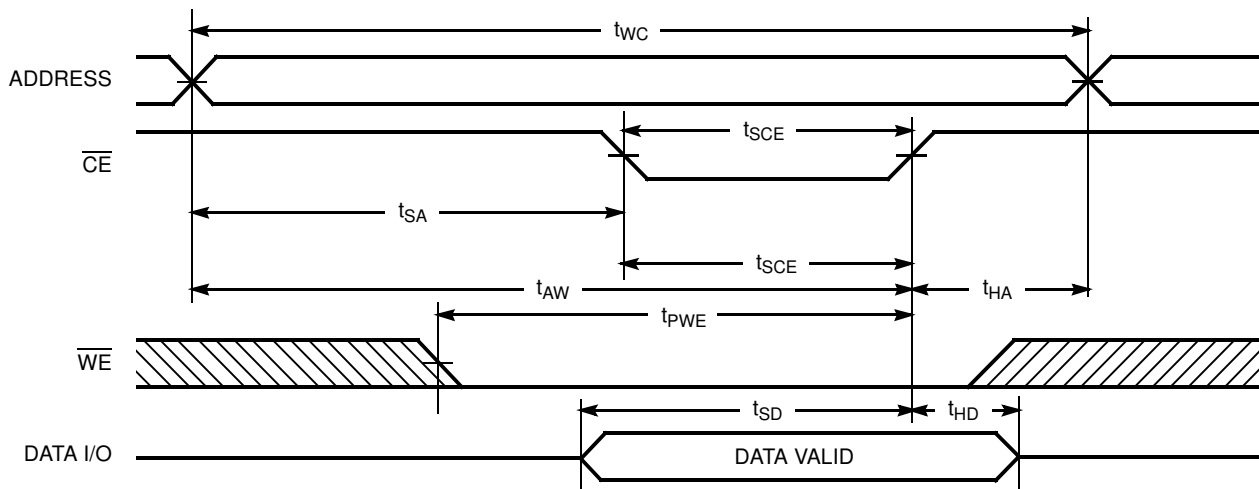 tWC
ADDRESS
tSCE
CE
tSA
tSCE
tAW
tHA
tPWE
WE
tSD
tHD
DATA I/O
DATA VALID